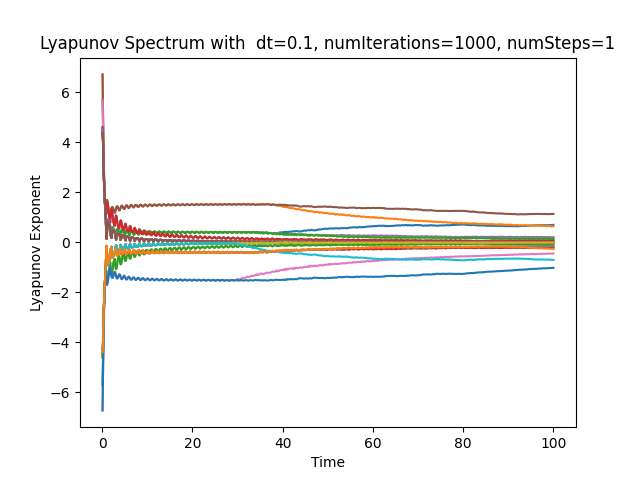 Lyapunov Spectrum with  dt=0.1, numIterations=1000, numSteps=1
Lyapunov Exponent
6
4
2
0
−2
−4
−6
0 20 40 60 80 100
Time